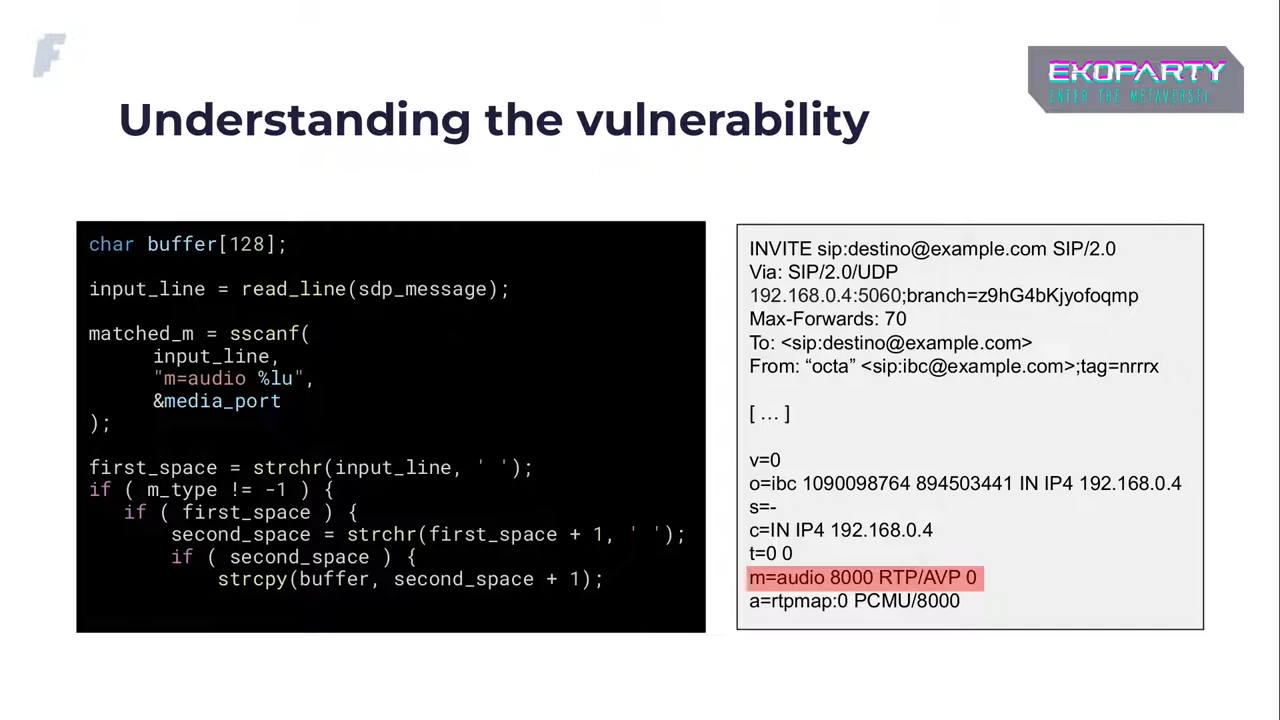 F
EKOPARTY
ENTER THE METAVERSE!
Understanding the vulnerability
char buffer[128];
input_line = read_line(sdp_message);
matched_m = sscanf(
input_line,
"m=audio %lu",
&media_port
);
first_space = strchr(input_line, ' ');
if ( m_type != -1 ) {
if ( first_space ) {
second_space = strchr(first_space + 1, ' ');
if ( second_space ) {
strcpy(buffer, second_space + 1);
INVITE sip:destino@example.com SIP/2.0
Via: SIP/2.0/UDP
192.168.0.4:5060;branch=z9hG4bKjyofoqmp
Max-Forwards: 70
To: <sip:destino@example.com>
From: “octa” <sip:ibc@example.com>;tag=nrrrx
[ … ]
v=0
o=ibc 1090098764 894503441 IN IP4 192.168.0.4
s=-
c=IN IP4 192.168.0.4
t=0 0
m=audio 8000 RTP/AVP 0
a=rtpmap:0 PCMU/8000